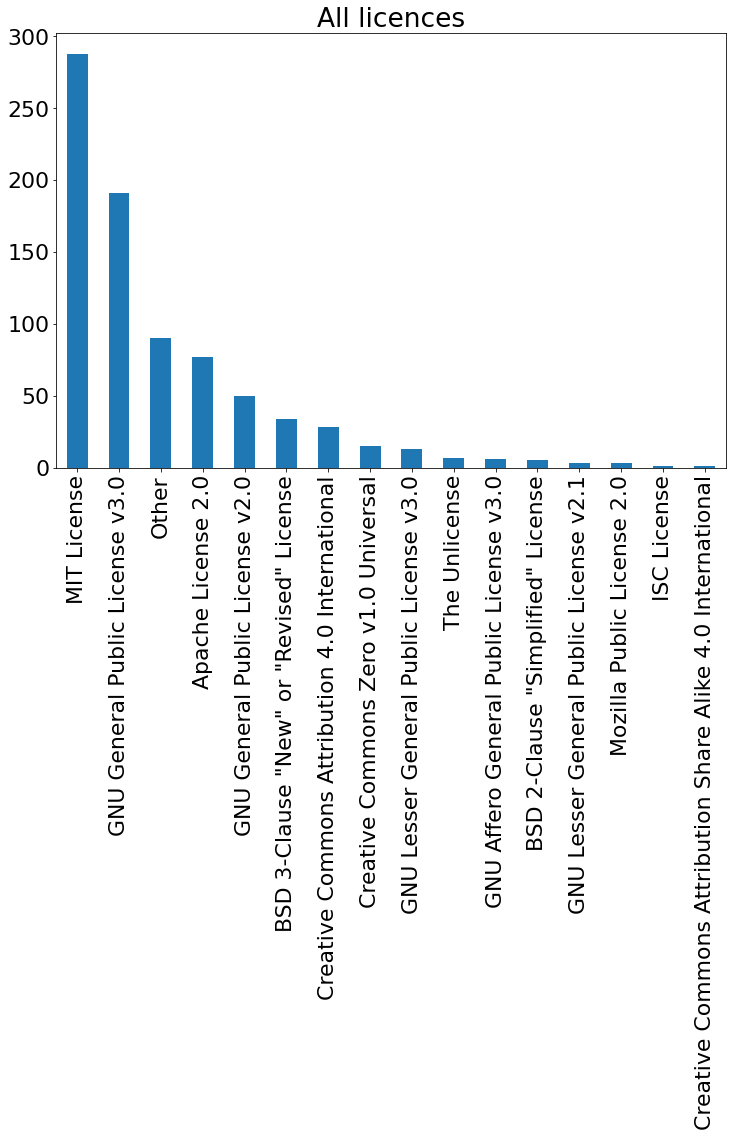 All licences
300
250
200
150
100
50
0
MIT License
GNU General Public License v3.0
Other
Apache License 2.0
GNU General Public License v2.0
BSD 3-Clause "New" or "Revised" License
Creative Commons Attribution 4.0 International
Creative Commons Zero v1.0 Universal
GNU Lesser General Public License v3.0
The Unlicense
GNU Affero General Public License v3.0
BSD 2-Clause "Simplified" License
GNU Lesser General Public License v2.1
Mozilla Public License 2.0
ISC License
Creative Commons Attribution Share Alike 4.0 International